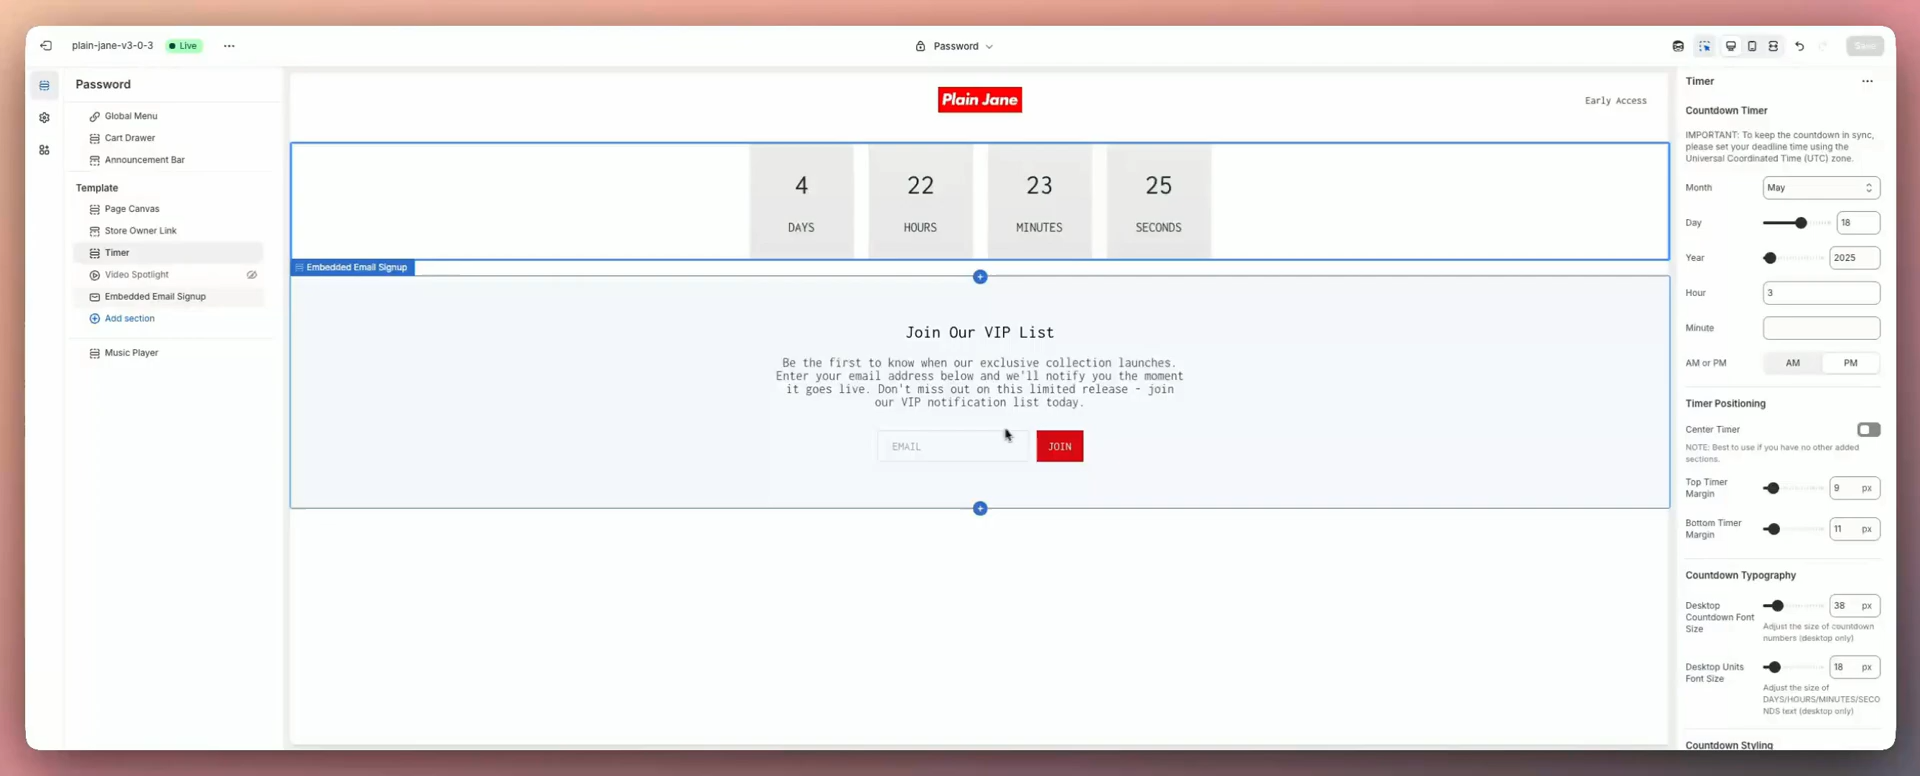 plain-jane-v3-0-3
Live
Password
Save
Password
Global Menu
Cart Drawer
Announcement Bar
Template
Page Canvas
Store Owner Link
Timer
Video Spotlight
Embedded Email Signup
Add section
Music Player
Plain Jane
Early Access
4 22 23 25
DAYS HOURS MINUTES SECONDS
Embedded Email Signup
Join Our VIP List
Be the first to know when our exclusive collection launches.
Enter your email address below and we'll notify you the moment
it goes live. Don't miss out on this limited release - join
our VIP notification list today.
EMAIL
JOIN
Timer
Countdown Timer
IMPORTANT: To keep the countdown in sync,
please set your deadline time using the
Universal Coordinated Time (UTC) zone.
Month May
Day 18
Year 2025
Hour 3
Minute
AM or PM AM PM
Timer Positioning
Center Timer
NOTE: Best to use if you have no other added
sections.
Top Timer
Margin
9 px
Bottom Timer
Margin
11 px
Countdown Typography
Desktop
Countdown Font
Size
38 px
Adjust the size of countdown
numbers (desktop only)
Desktop Units
Font Size
18 px
Adjust the size of
DAYS/HOURS/MINUTES/SECO
NDS text (desktop only)
Countdown Styling